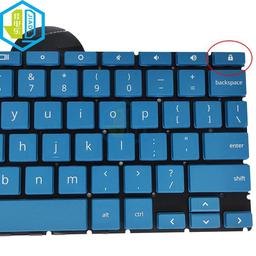 & * ( ) _ +
7 8 9 0 - = backspace
U I O P { [ } ] | \
J K L : ; " ' enter
N M < , > . ? / shift
alt ctrl